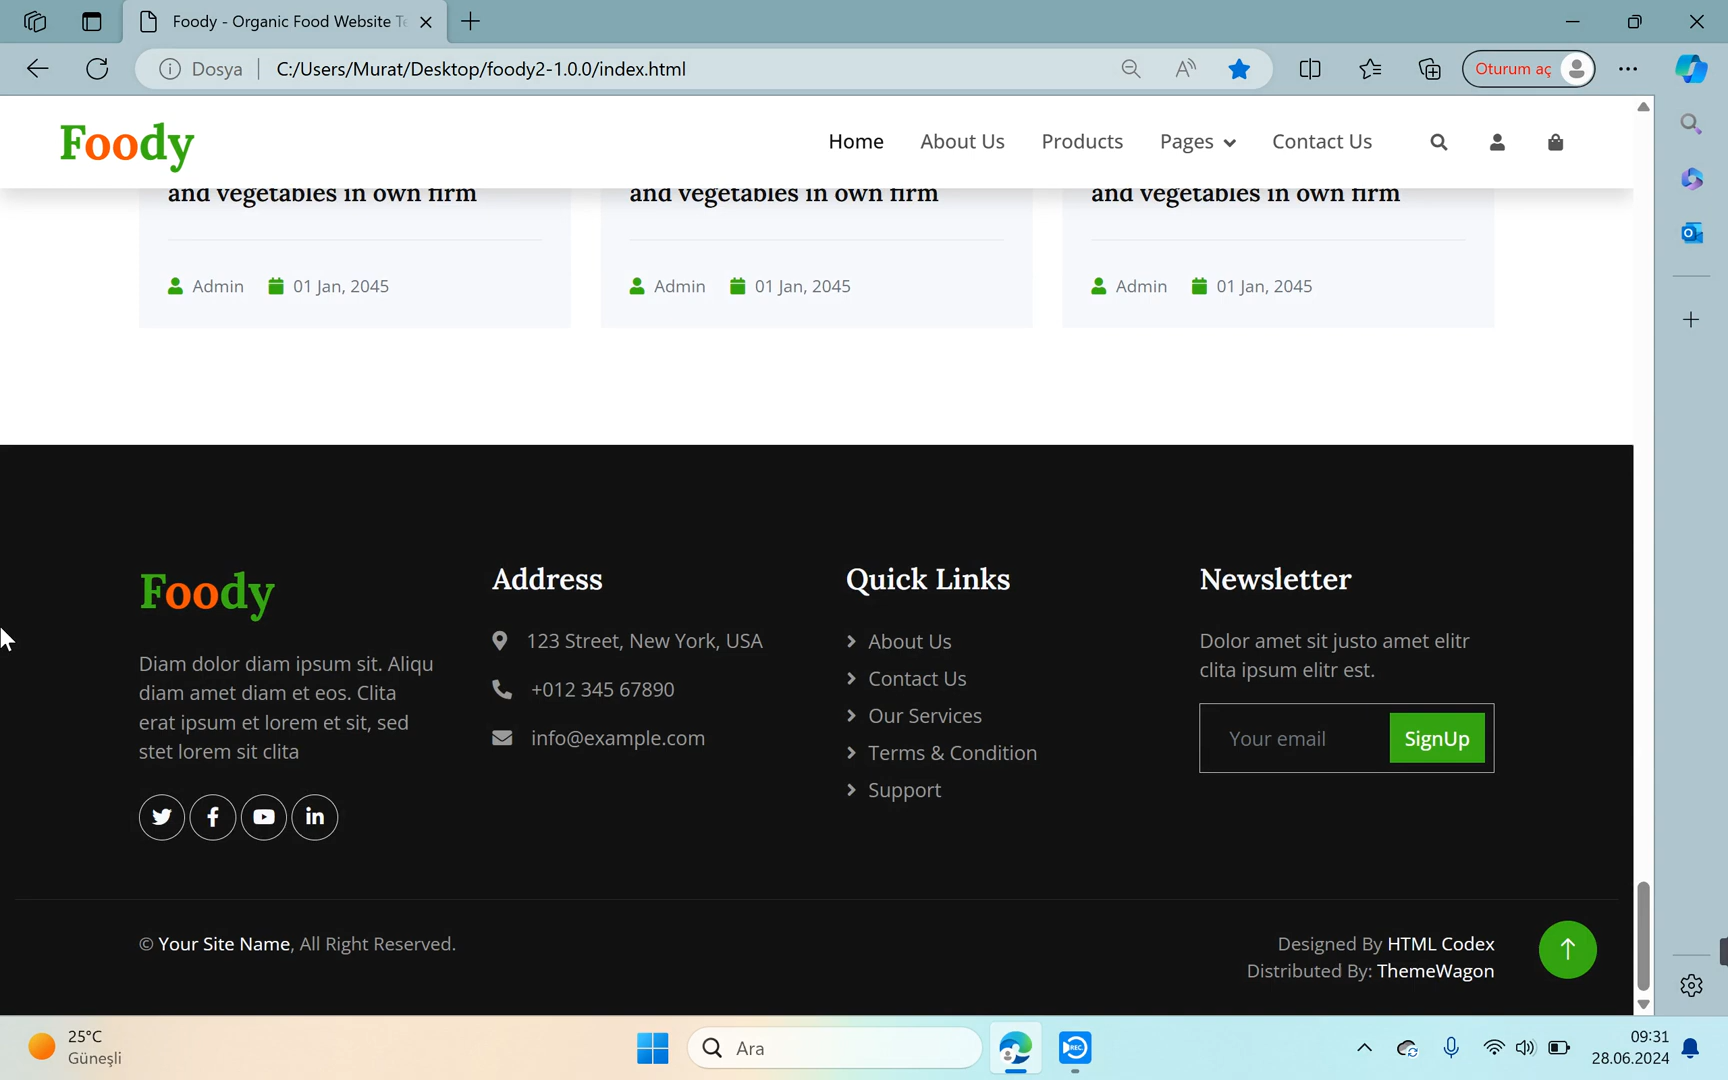 Foody - Organic Food Website Te
Dosya
C:/Users/Murat/Desktop/foody2-1.0.0/index.html
Oturum aç
Foody
Home
About Us
Products
Pages
Contact Us
and vegetables in own firm
and vegetables in own firm
and vegetables in own firm
Admin
01 Jan, 2045
Admin
01 Jan, 2045
Admin
01 Jan, 2045
Foody
Diam dolor diam ipsum sit. Aliqu
diam amet diam et eos. Clita
erat ipsum et lorem et sit, sed
stet lorem sit clita
Address
123 Street, New York, USA
+012 345 67890
info@example.com
Quick Links
About Us
Contact Us
Our Services
Terms & Condition
Support
Newsletter
Dolor amet sit justo amet elitr
clita ipsum elitr est.
Your email
SignUp
© Your Site Name, All Right Reserved.
Designed By HTML Codex
Distributed By: ThemeWagon
25°C
Güneşli
Ara
REC
09:31
28.06.2024